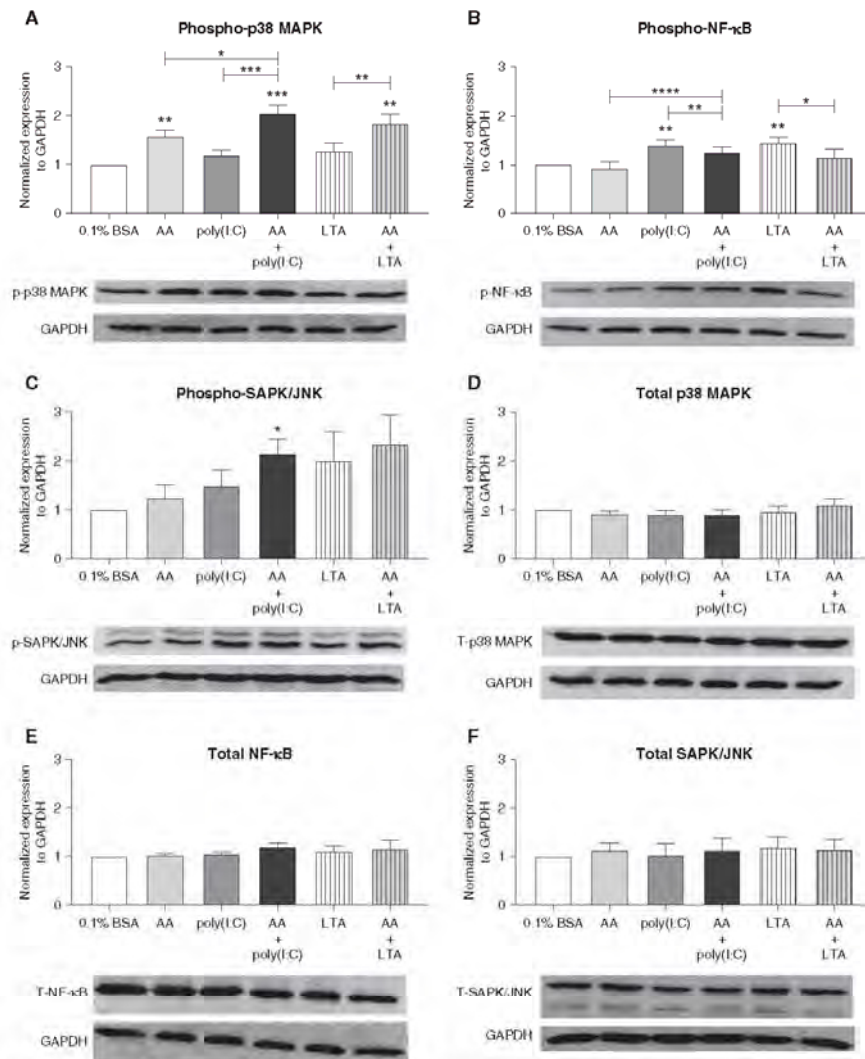 A
Phospho-p38 MAPK
Normalized expression
to GAPDH
3
2
1
0
*
***
**
** *** **
0.1% BSA AA poly(I:C) AA + poly(I:C) LTA AA + LTA
p-p38 MAPK
GAPDH
B
Phospho-NF-κB
Normalized expression
to GAPDH
3
2
1
0
****
**
*
** **
0.1% BSA AA poly(I:C) AA + poly(I:C) LTA AA + LTA
p-NF-κB
GAPDH
C
Phospho-SAPK/JNK
Normalized expression
to GAPDH
3
2
1
0
*
0.1% BSA AA poly(I:C) AA + poly(I:C) LTA AA + LTA
p-SAPK/JNK
GAPDH
D
Total p38 MAPK
Normalized expression
to GAPDH
3
2
1
0
0.1% BSA AA poly(I:C) AA + poly(I:C) LTA AA + LTA
T-p38 MAPK
GAPDH
E
Total NF-κB
Normalized expression
to GAPDH
3
2
1
0
0.1% BSA AA poly(I:C) AA + poly(I:C) LTA AA + LTA
T-NF-κB
GAPDH
F
Total SAPK/JNK
Normalized expression
to GAPDH
3
2
1
0
0.1% BSA AA poly(I:C) AA + poly(I:C) LTA AA + LTA
T-SAPK/JNK
GAPDH